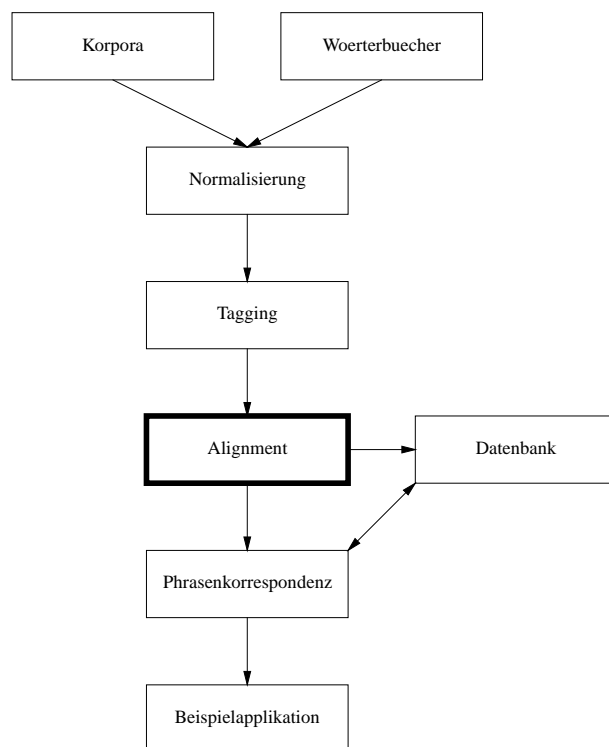 Korpora
Woerterbuecher
Normalisierung
Tagging
Alignment
Datenbank
Phrasenkorrespondenz
Beispielapplikation